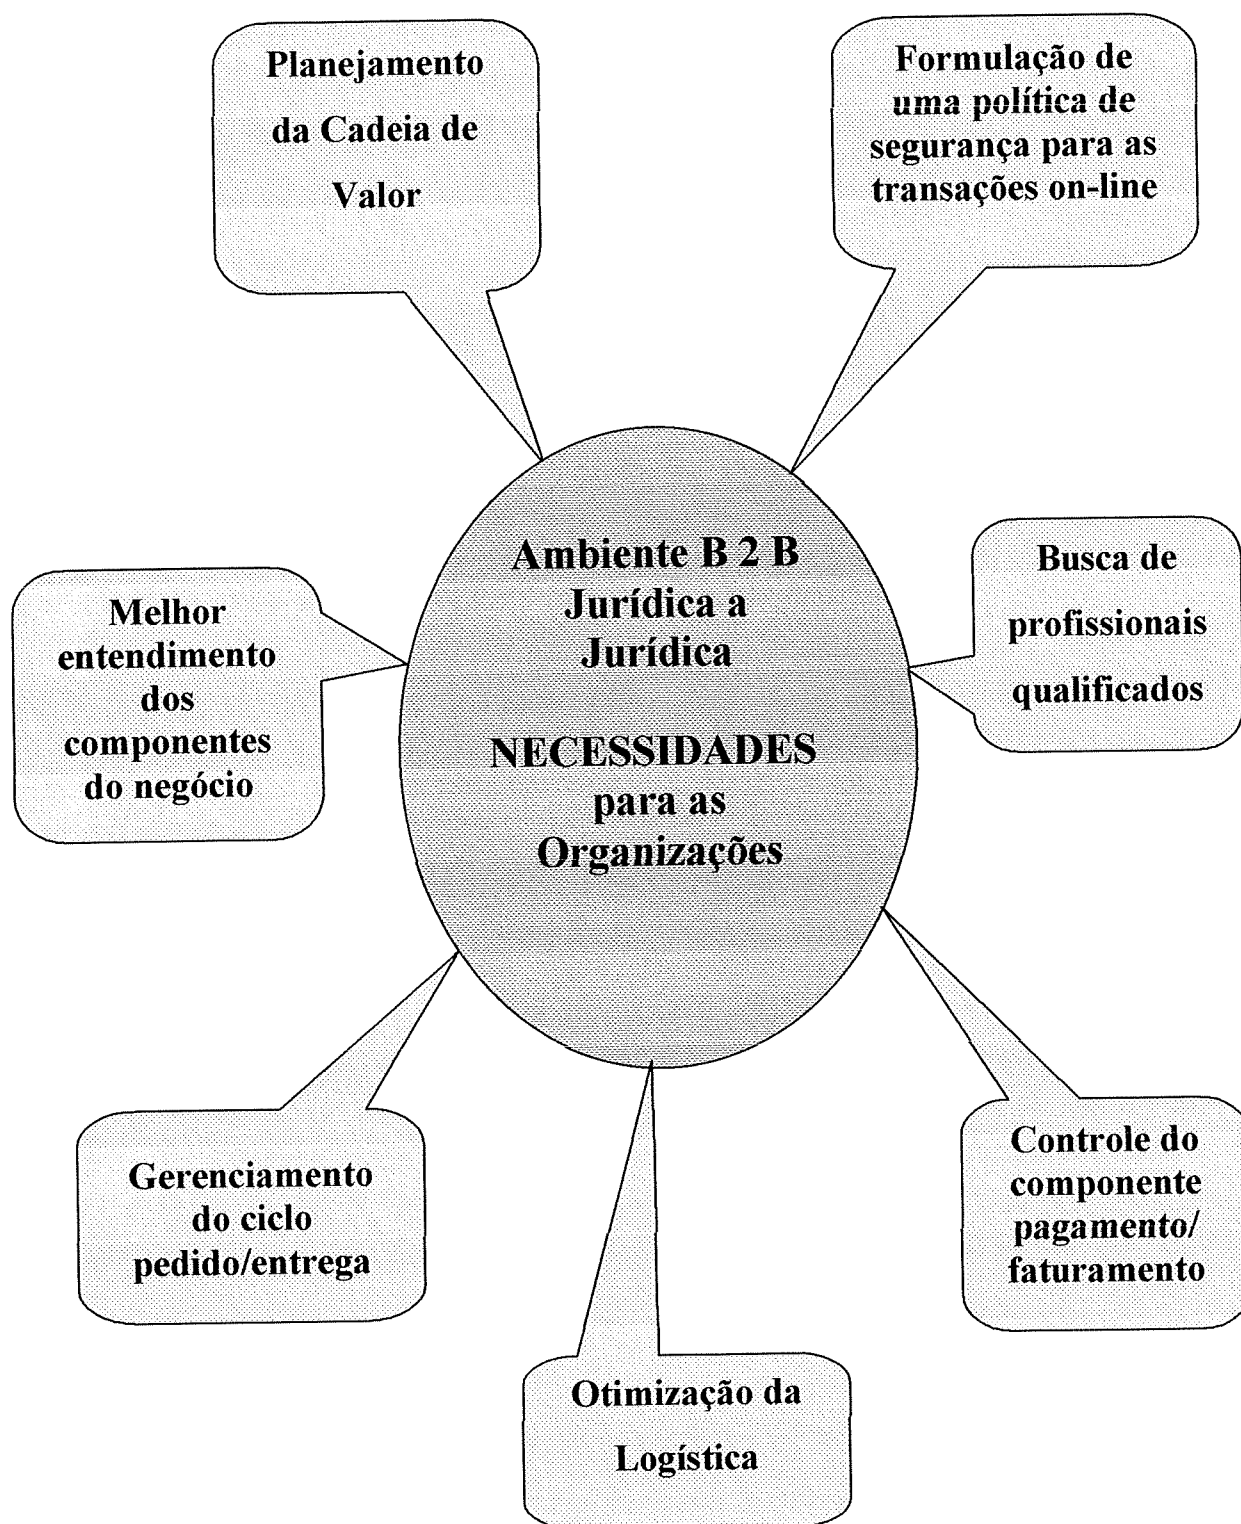 Planejamento
da Cadeia de
Valor
Formulação de
uma política de
segurança para as
transações on-line
Ambiente B 2 B
Jurídica a
Jurídica
NECESSIDADES
para as
Organizações
Melhor
entendimento
dos
componentes
do negócio
Busca de
profissionais
qualificados
Gerenciamento
do ciclo
pedido/entrega
Controle do
componente
pagamento/
faturamento
Otimização da
Logística